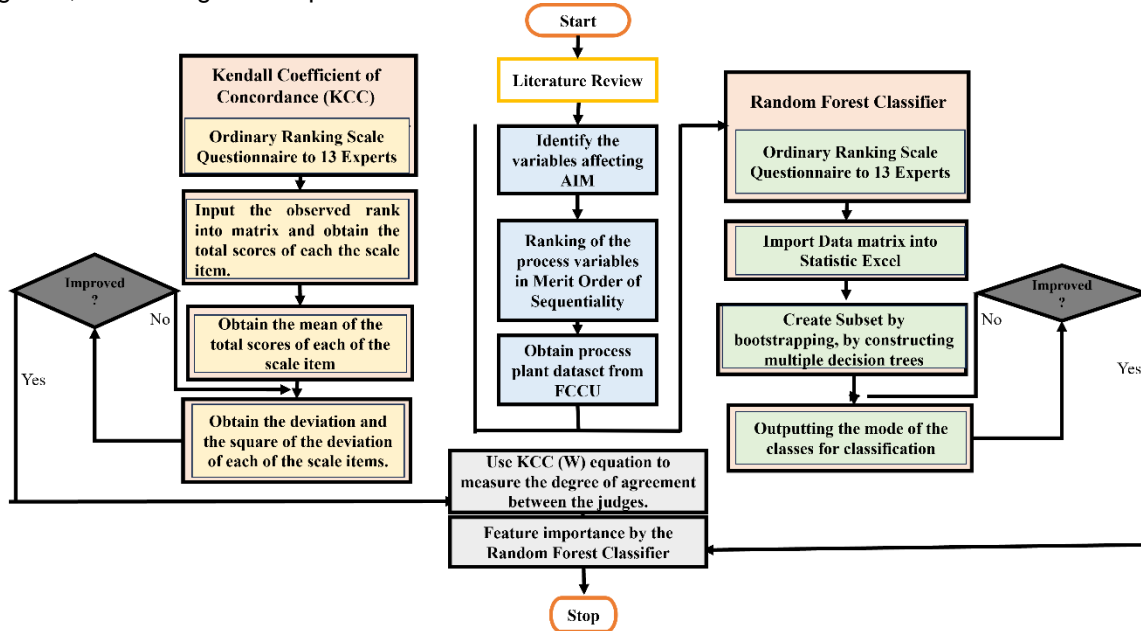 Start
Literature Review
Identify the
variables affecting
AIM
Ranking of the
process variables
in Merit Order of
Sequentiality
Obtain process
plant dataset from
FCCU
Kendall Coefficient of
Concordance (KCC)
Ordinary Ranking Scale
Questionnaire to 13 Experts
Input the observed rank
into matrix and obtain the
total scores of each the scale
item.
Obtain the mean of the
total scores of each of the
scale item
Obtain the deviation and
the square of the deviation
of each of the scale items.
Improved
?
No
Yes
Random Forest Classifier
Ordinary Ranking Scale
Questionnaire to 13 Experts
Import Data matrix into
Statistic Excel
Create Subset by
bootstrapping, by constructing
multiple decision trees
Outputting the mode of the
classes for classification
Improved
?
No
Yes
Use KCC (W) equation to
measure the degree of agreement
between the judges.
Feature importance by the
Random Forest Classifier
Stop